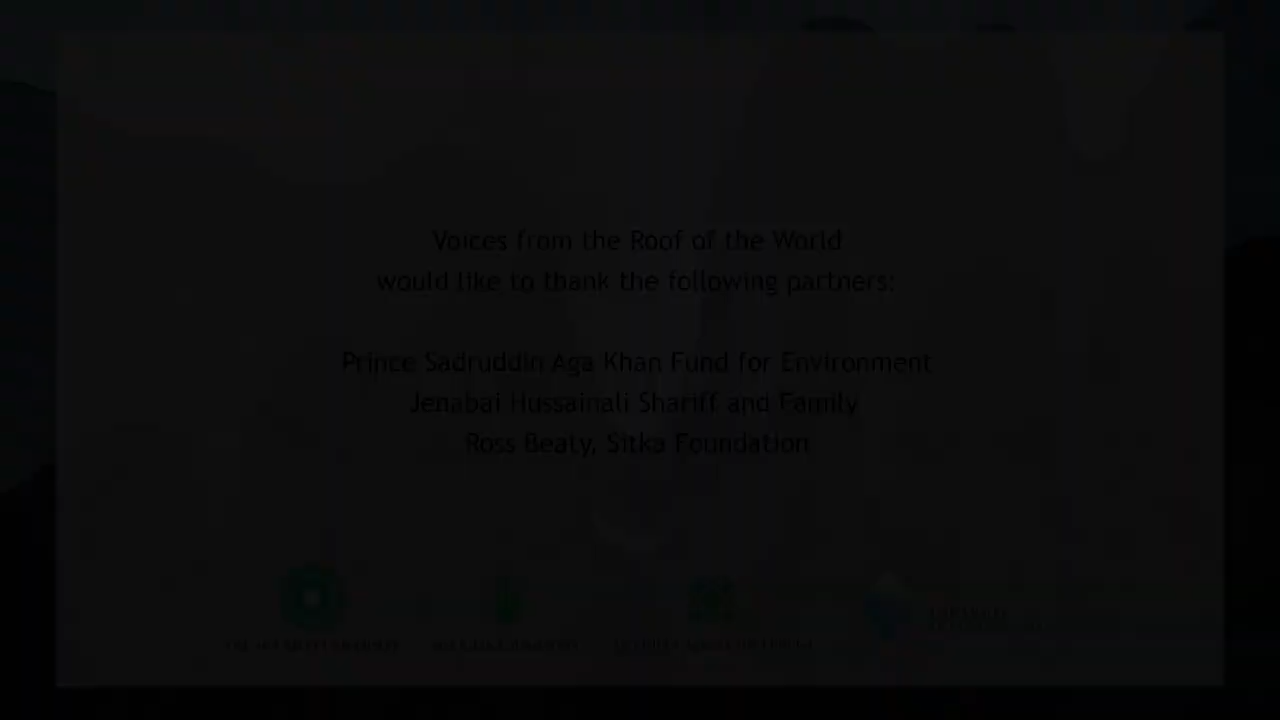 Voices from the Roof of the World
would like to thank the following partners:
Prince Sadruddin Aga Khan Fund for Environment
Jenabai Hussainali Shariff and Family
Ross Beaty, Sitka Foundation